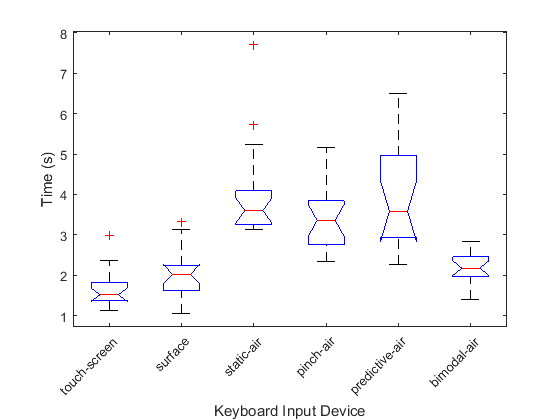 8
7
6
5
4
3
2
1
Time (s)
touch-screen
surface
static-air
pinch-air
predictive-air
bimodal-air
Keyboard Input Device